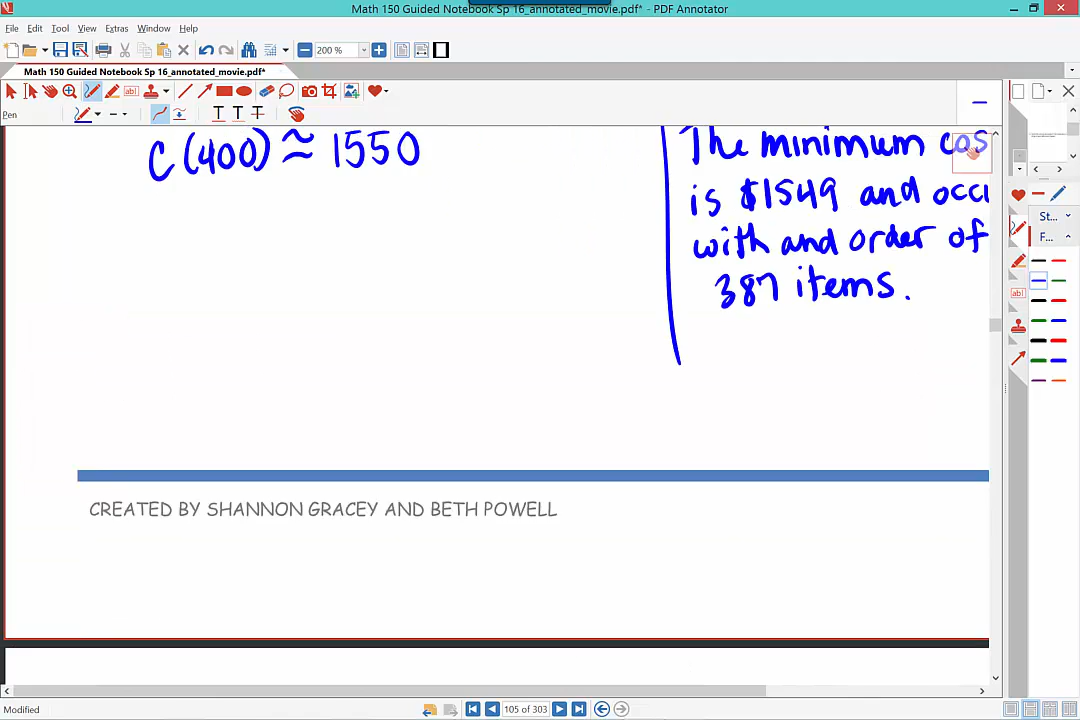 Math 150 Guided Notebook Sp 16_annotated_movie.pdf* - PDF Annotator
File Edit Tool View Extras Window Help
200 %
Math 150 Guided Notebook Sp 16_annotated_movie.pdf*
Pen
C(400) ≈ 1550
The minimum cos
is $1549 and occu
with and order of
387 items.
St...
F...
CREATED BY SHANNON GRACEY AND BETH POWELL
Modified
105 of 303